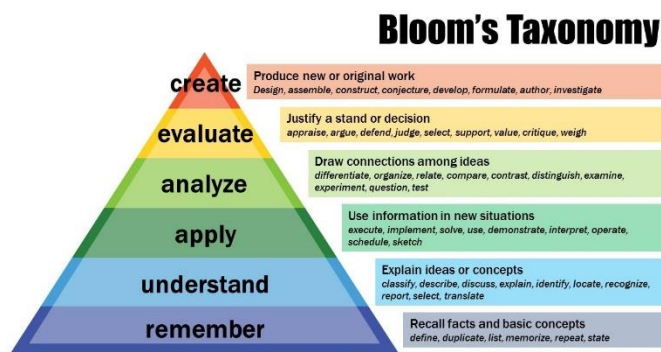 Bloom's Taxonomy
create
Produce new or original work
Design, assemble, construct, conjecture, develop, formulate, author, investigate
evaluate
Justify a stand or decision
appraise, argue, defend, judge, select, support, value, critique, weigh
analyze
Draw connections among ideas
differentiate, organize, relate, compare, contrast, distinguish, examine,
experiment, question, test
apply
Use information in new situations
execute, implement, solve, use, demonstrate, interpret, operate,
schedule, sketch
understand
Explain ideas or concepts
classify, describe, discuss, explain, identify, locate, recognize,
report, select, translate
remember
Recall facts and basic concepts
define, duplicate, list, memorize, repeat, state